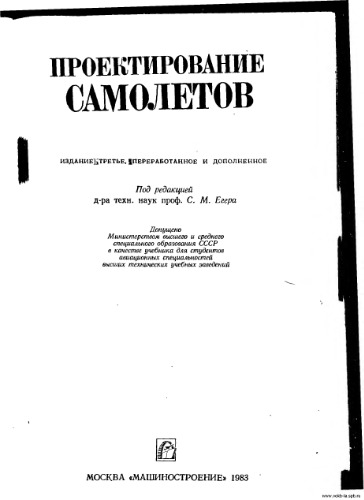 ПРОЕКТИРОВАНИЕ
САМОЛЕТОВ
ИЗДАНИЕ ТРЕТЬЕ, ПЕРЕРАБОТАННОЕ И ДОПОЛНЕННОЕ
Под редакцией
д-ра техн. наук проф. С. М. Егера
Допущено
Министерством высшего и среднего
специального образования СССР
в качестве учебника для студентов
авиационных специальностей
высших технических учебных заведений
МОСКВА «МАШИНОСТРОЕНИЕ» 1983